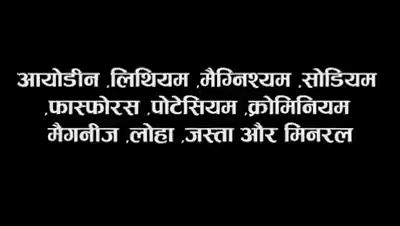 आयोडीन ,लिथियम ,मैग्निश्यम ,सोडियम
,फास्फोरस ,पोटेसियम ,क्रोमिनियम
मैगनीज ,लोहा ,जस्ता और मिनरल